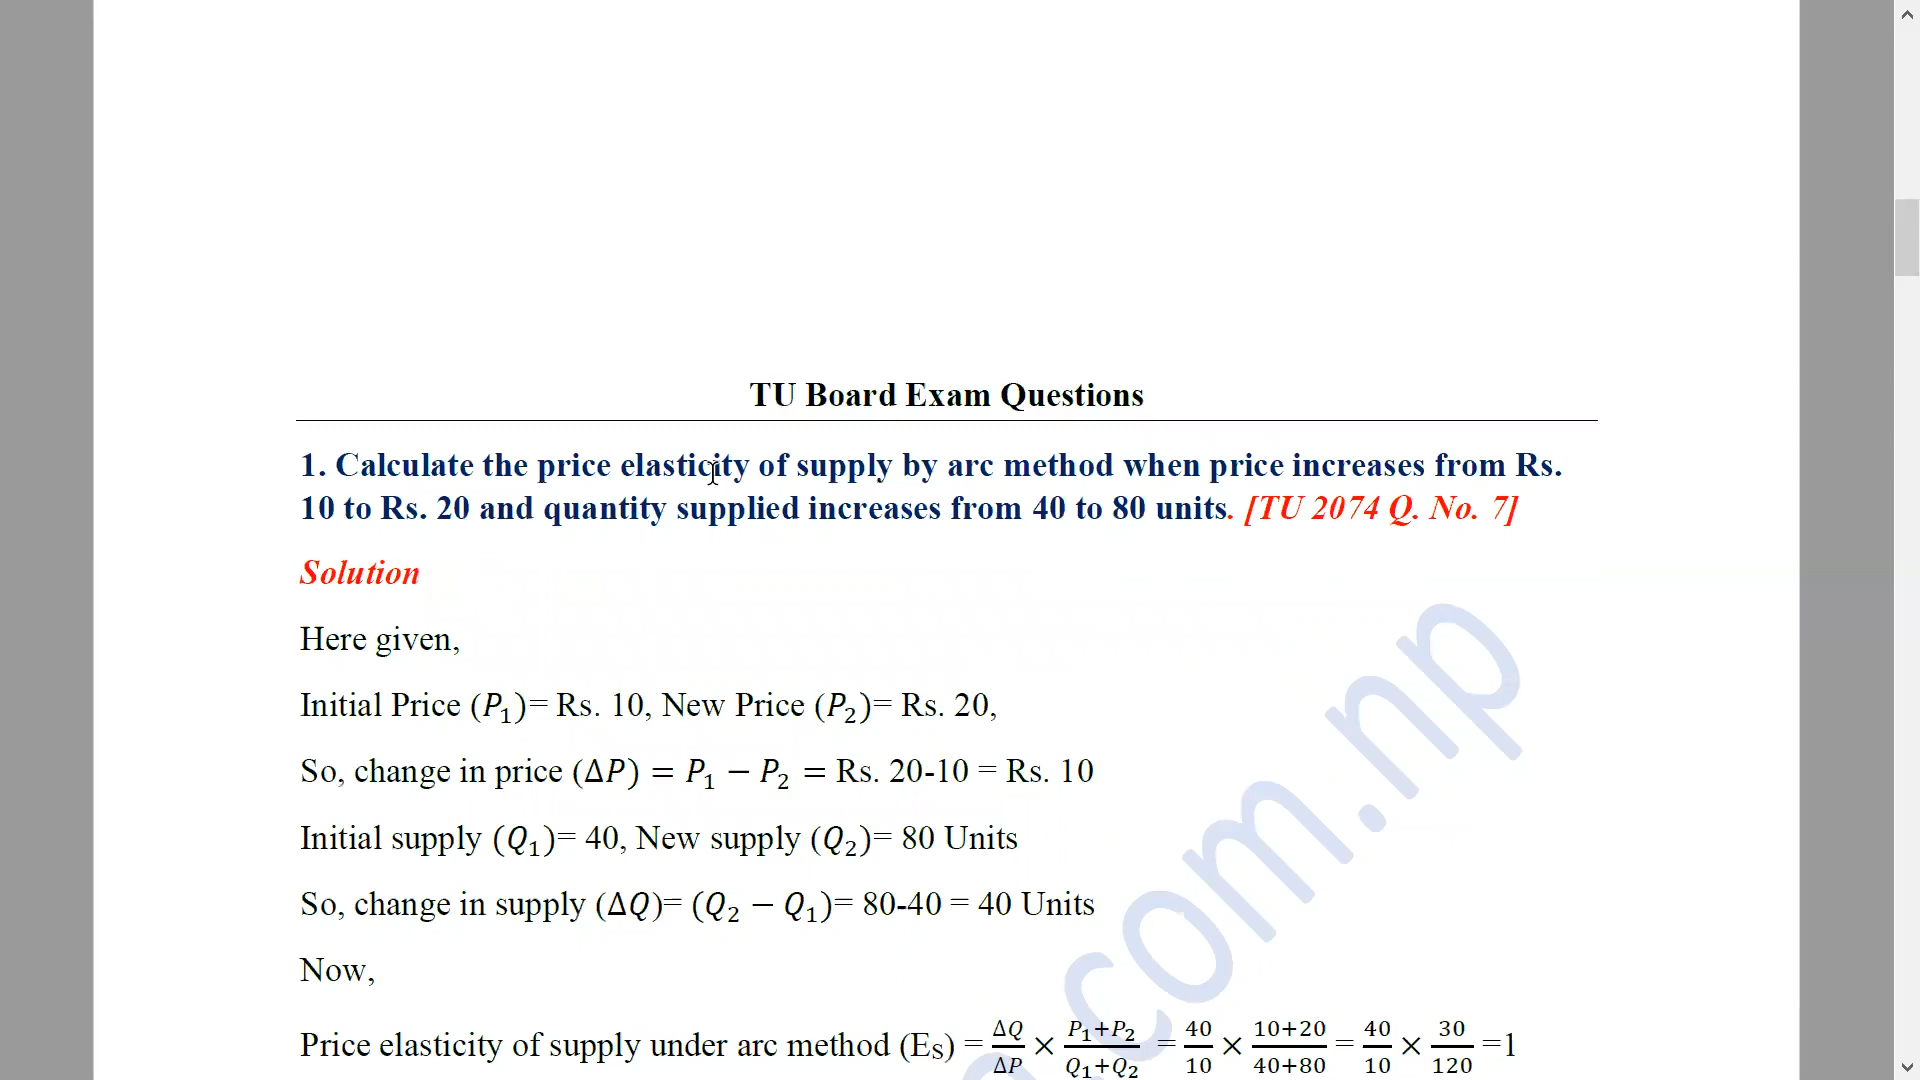 TU Board Exam Questions
1. Calculate the price elasticity of supply by arc method when price increases from Rs.
10 to Rs. 20 and quantity supplied increases from 40 to 80 units. [TU 2074 Q. No. 7]
Solution
Here given,
Initial Price (P₁)= Rs. 10, New Price (P₂)= Rs. 20,
So, change in price (ΔP) = P₁ − P₂ = Rs. 20-10 = Rs. 10
Initial supply (Q₁)= 40, New supply (Q₂)= 80 Units
So, change in supply (ΔQ)= (Q₂ − Q₁)= 80-40 = 40 Units
Now,
Price elasticity of supply under arc method (Es) = ΔQ/ΔP × P₁+P₂/Q₁+Q₂ = 40/10 × 10+20/40+80 = 40/10 × 30/120 =1
.com.np